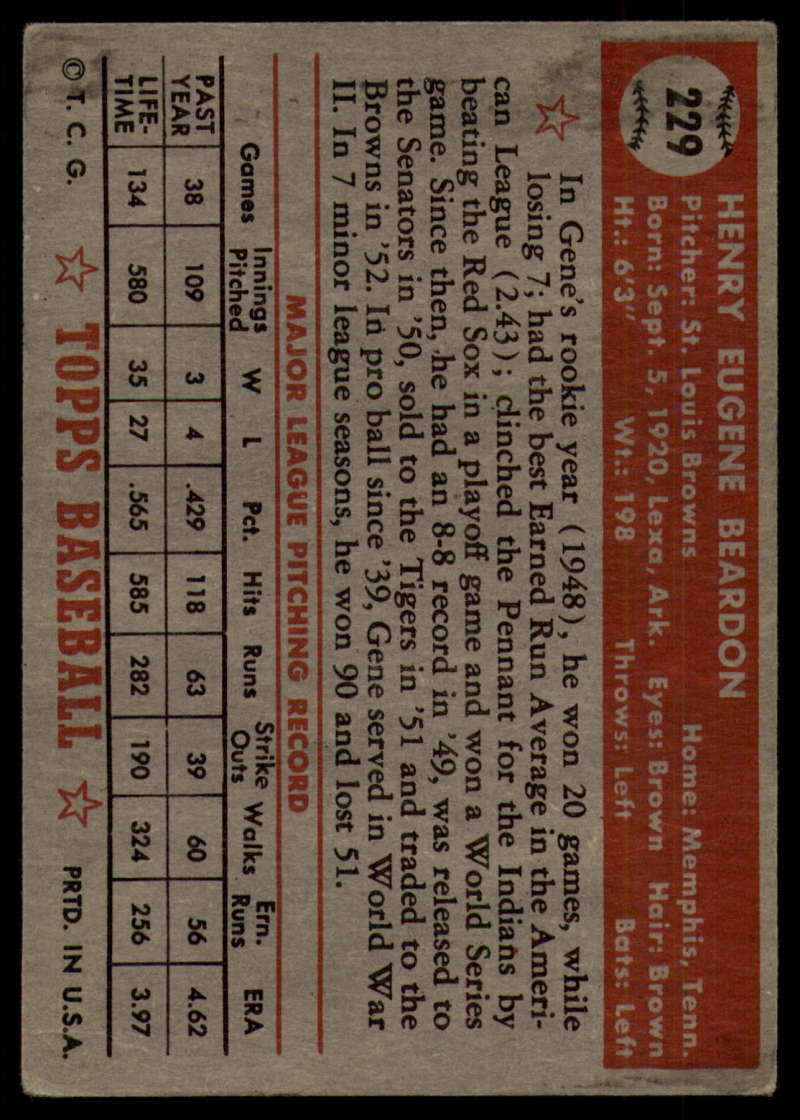 229
HENRY EUGENE BEARDON
Pitcher: St. Louis Browns Home: Memphis, Tenn.
Born: Sept. 5, 1920, Lexa, Ark. Eyes: Brown Hair: Brown
Ht.: 6'3" Wt.: 198 Throws: Left Bats: Left
In Gene's rookie year (1948), he won 20 games, while
losing 7; had the best Earned Run Average in the Ameri-
can League (2.43); clinched the Pennant for the Indians by
beating the Red Sox in a playoff game and won a World Series
game. Since then, he had an 8-8 record in '49, was released to
the Senators in '50, sold to the Tigers in '51 and traded to the
Browns in '52. In pro ball since '39, Gene served in World War
II. In 7 minor league seasons, he won 90 and lost 51.
MAJOR LEAGUE PITCHING RECORD
Games Innings Pitched W L Pct. Hits Runs Strike Outs Walks Ern. Runs ERA
PAST YEAR 38 109 3 4 .429 118 63 39 60 56 4.62
LIFE-TIME 134 580 35 27 .565 585 282 190 324 256 3.97
© T. C. G. TOPPS BASEBALL PRTD. IN U.S.A.